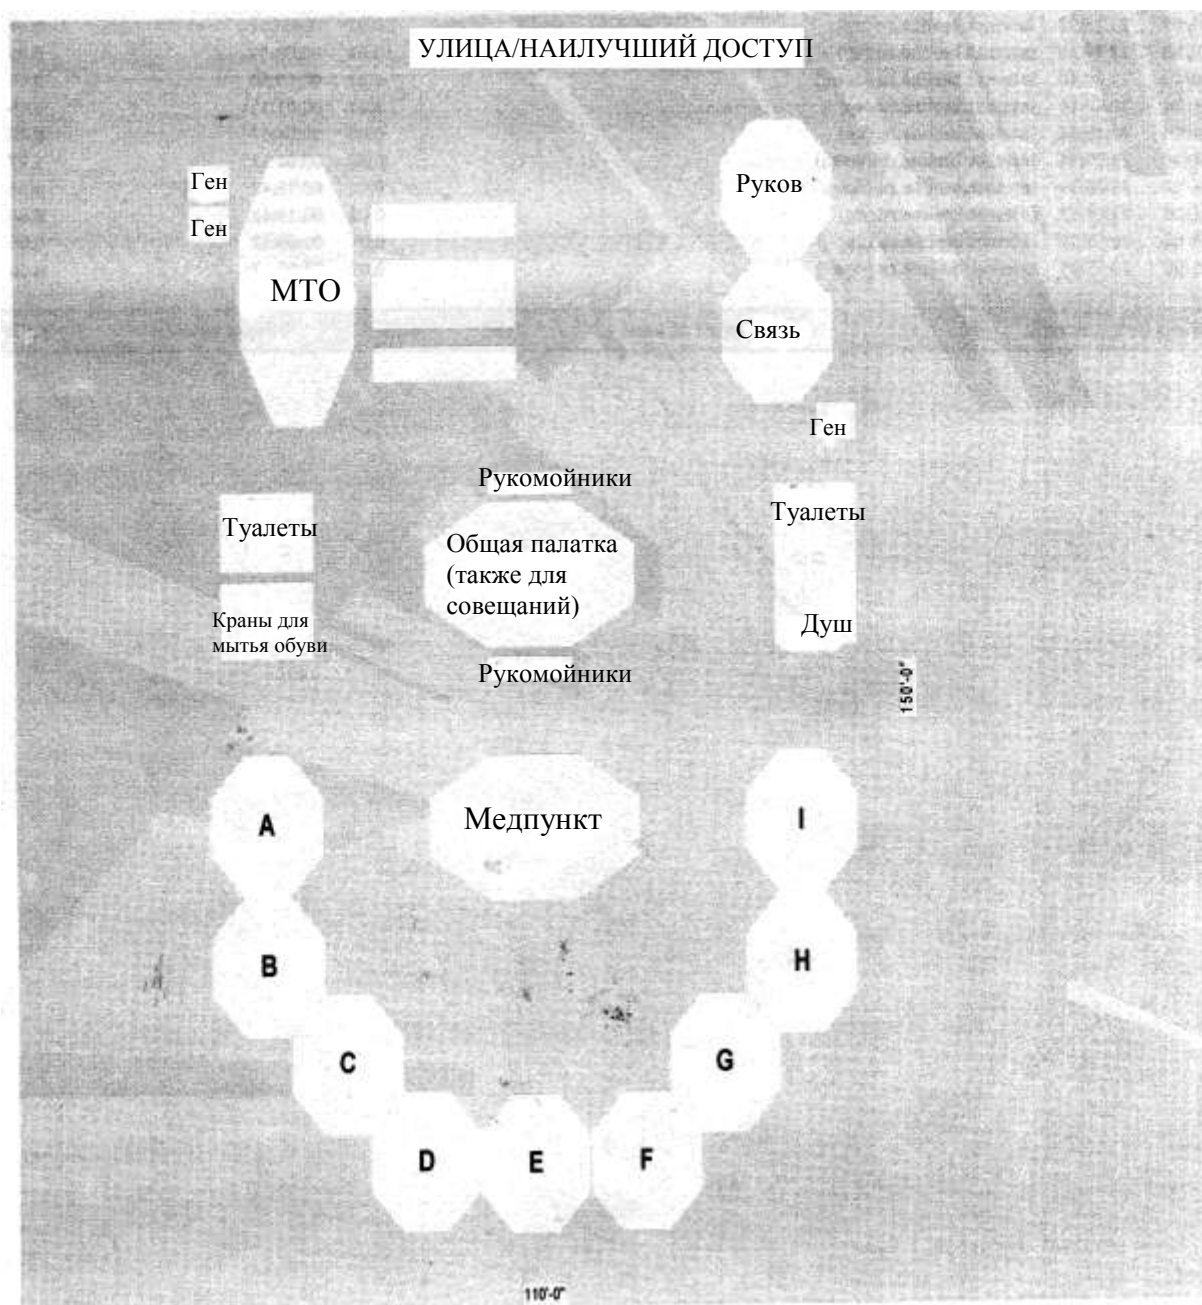 УЛИЦА/НАИЛУЧШИЙ ДОСТУП
Ген
Ген
МТО
Руков
Связь
Ген
Туалеты
Краны для
мытья обуви
Рукомойники
Общая палатка
(также для
совещаний)
Рукомойники
Туалеты
Душ
150'-0"
A
Медпункт
I
B
H
C
G
D
E
F
110'-0"